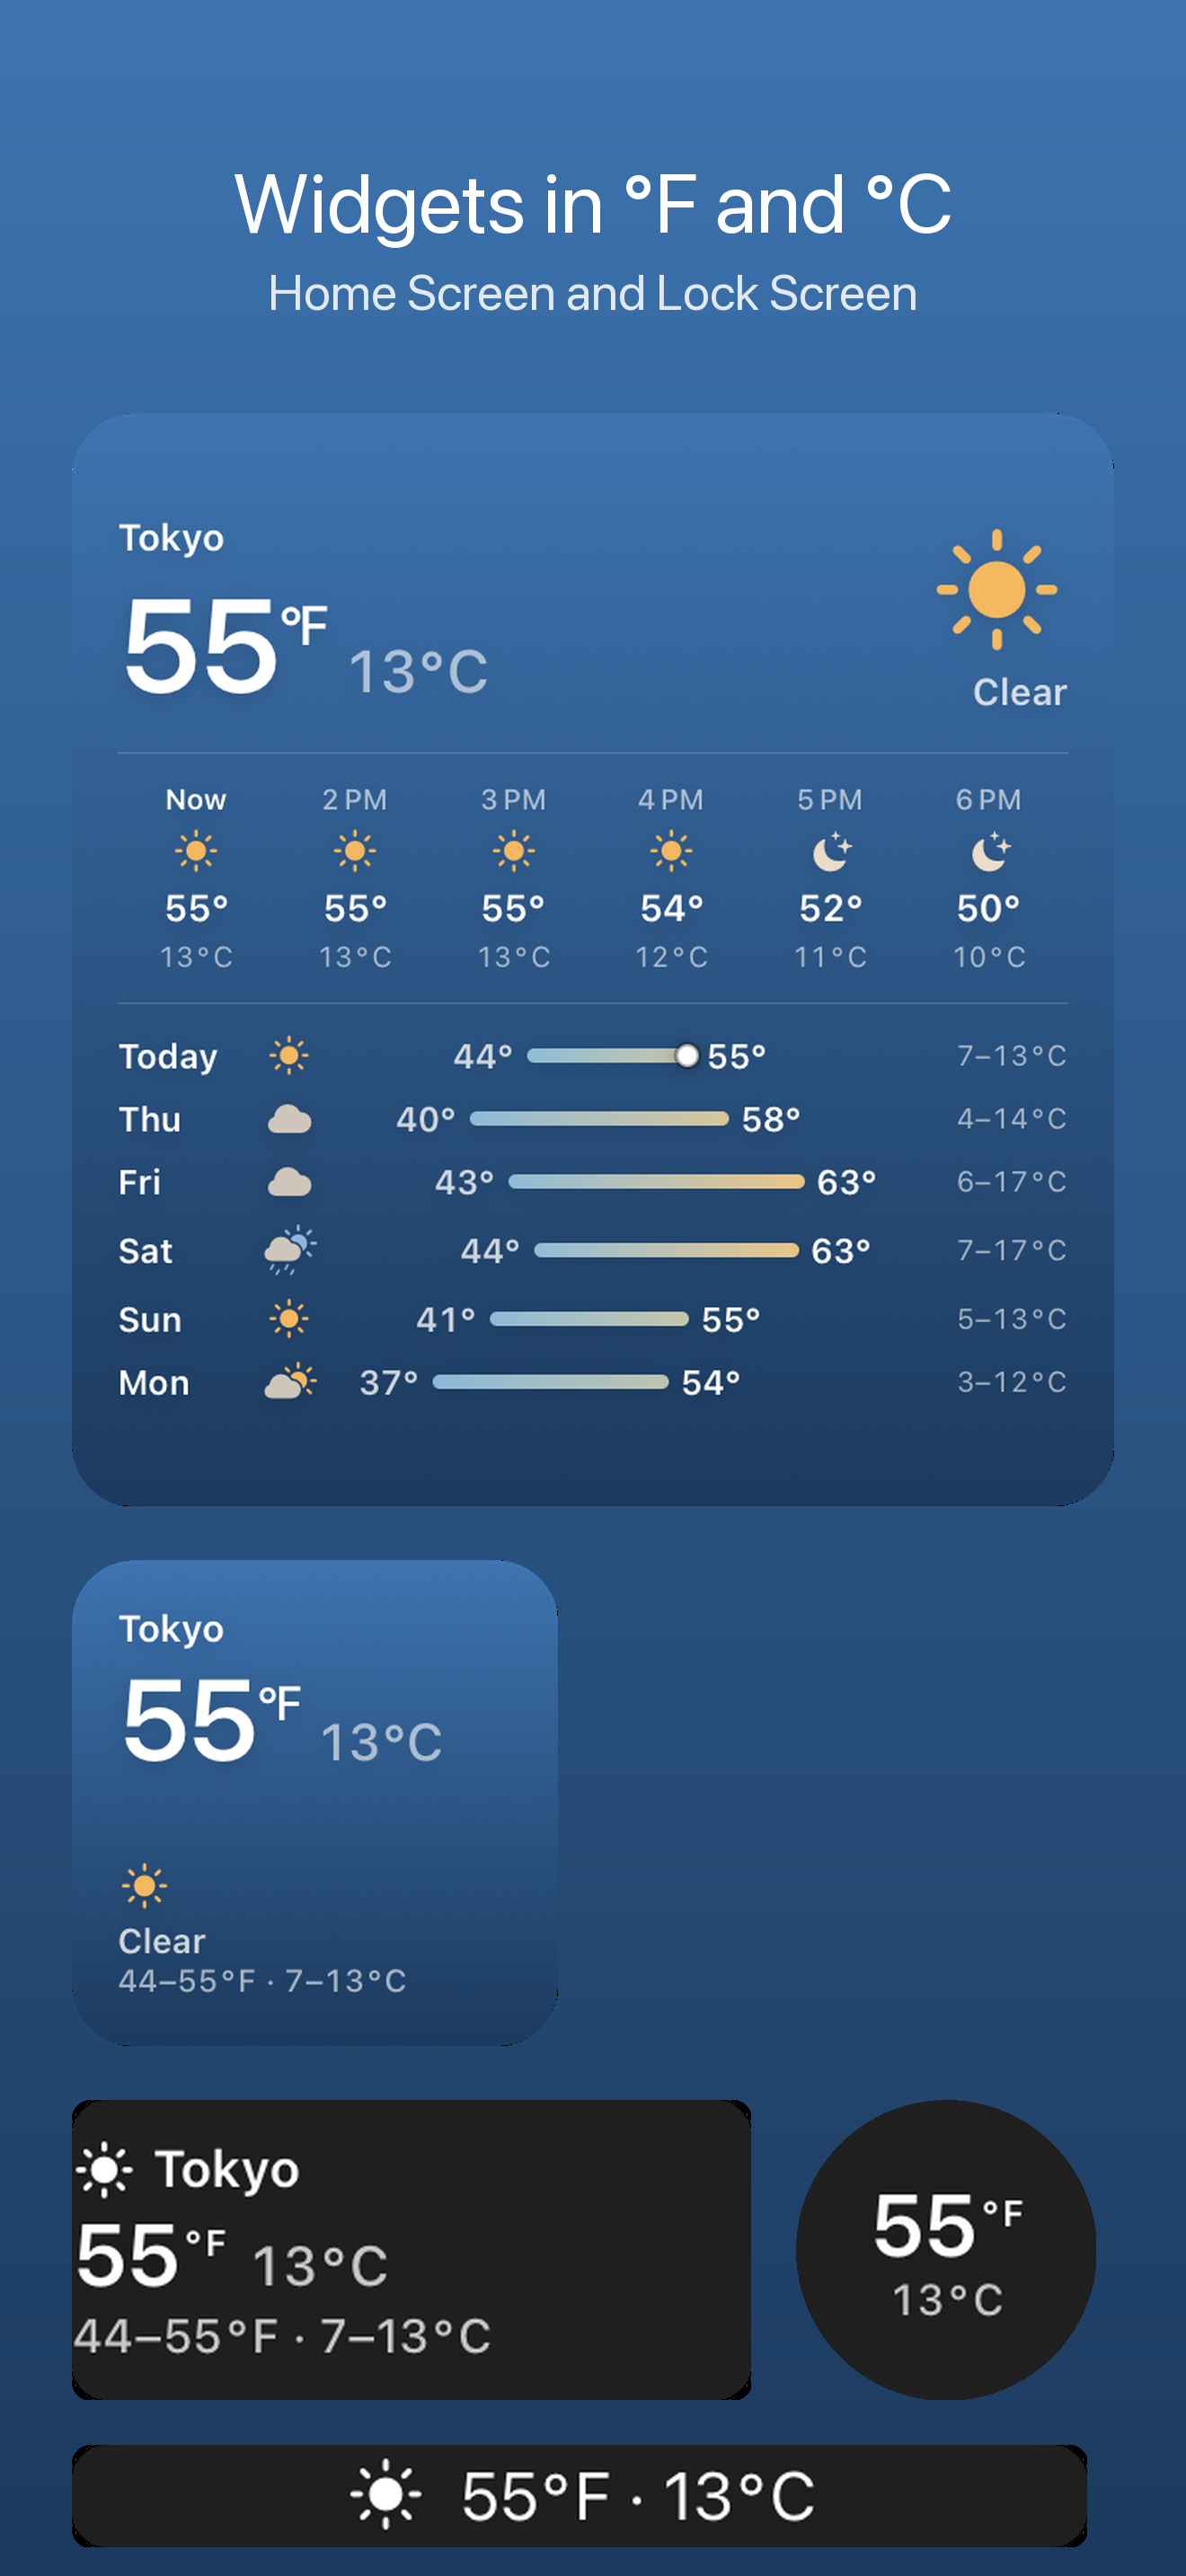 Widgets in °F and °C
Home Screen and Lock Screen
Tokyo
55°F 13°C
Clear
Now 2 PM 3 PM 4 PM 5 PM 6 PM
55° 55° 55° 54° 52° 50°
13°C 13°C 13°C 12°C 11°C 10°C
Today 44° 55° 7–13°C
Thu 40° 58° 4–14°C
Fri 43° 63° 6–17°C
Sat 44° 63° 7–17°C
Sun 41° 55° 5–13°C
Mon 37° 54° 3–12°C
Tokyo
55°F 13°C
Clear
44–55°F · 7–13°C
Tokyo
55°F 13°C
44–55°F · 7–13°C
55°F
13°C
55°F · 13°C